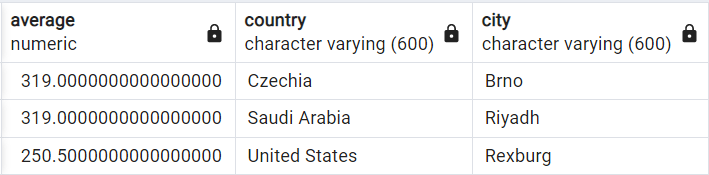 average country city
numeric character varying (600) character varying (600)
319.0000000000000000 Czechia Brno
319.0000000000000000 Saudi Arabia Riyadh
250.5000000000000000 United States Rexburg